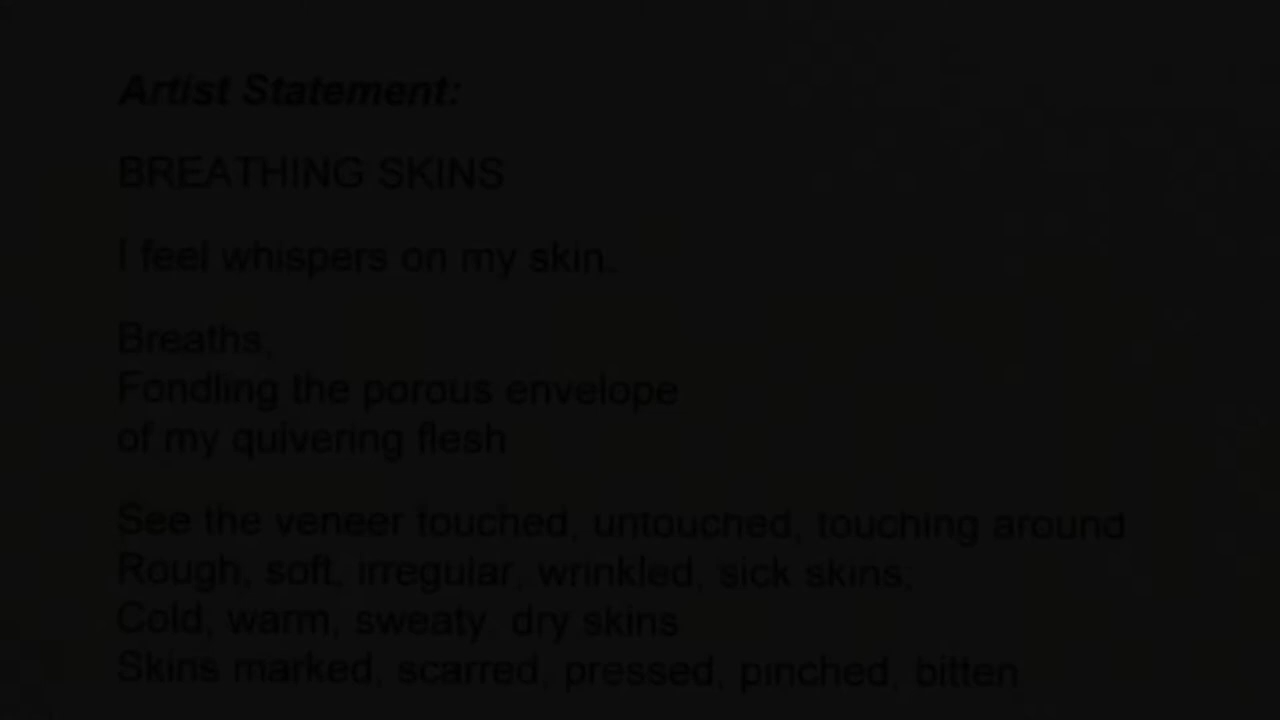 Artist Statement:
BREATHING SKINS
I feel whispers on my skin.
Breaths,
Fondling the porous envelope
of my quivering flesh
See the veneer touched, untouched, touching around
Rough, soft, irregular, wrinkled, sick skins;
Cold, warm, sweaty, dry skins
Skins marked, scarred, pressed, pinched, bitten